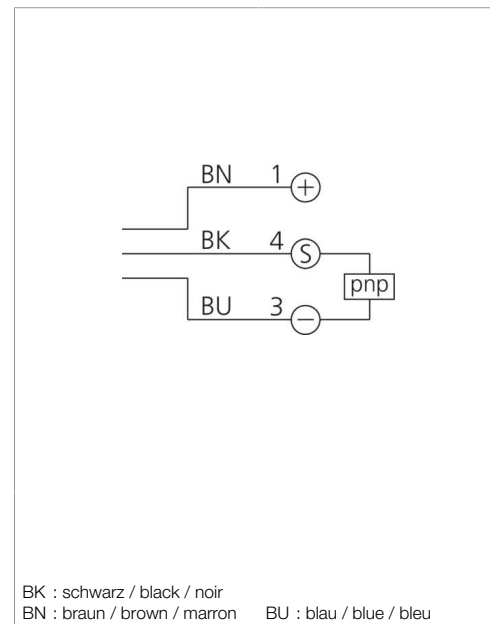 BN 1 +
BK 4 S
pnp
BU 3 −
BK : schwarz / black / noir
BN : braun / brown / marron BU : blau / blue / bleu